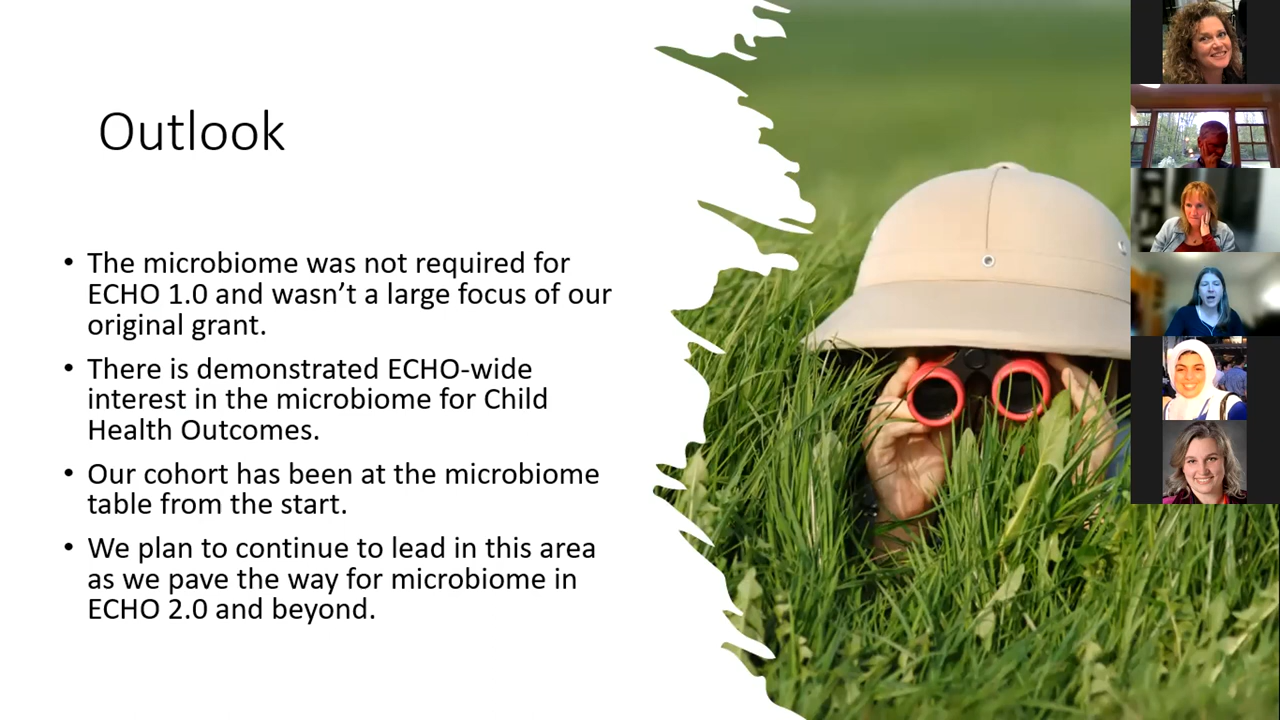 Outlook
• The microbiome was not required for
ECHO 1.0 and wasn’t a large focus of our
original grant.
• There is demonstrated ECHO-wide
interest in the microbiome for Child
Health Outcomes.
• Our cohort has been at the microbiome
table from the start.
• We plan to continue to lead in this area
as we pave the way for microbiome in
ECHO 2.0 and beyond.